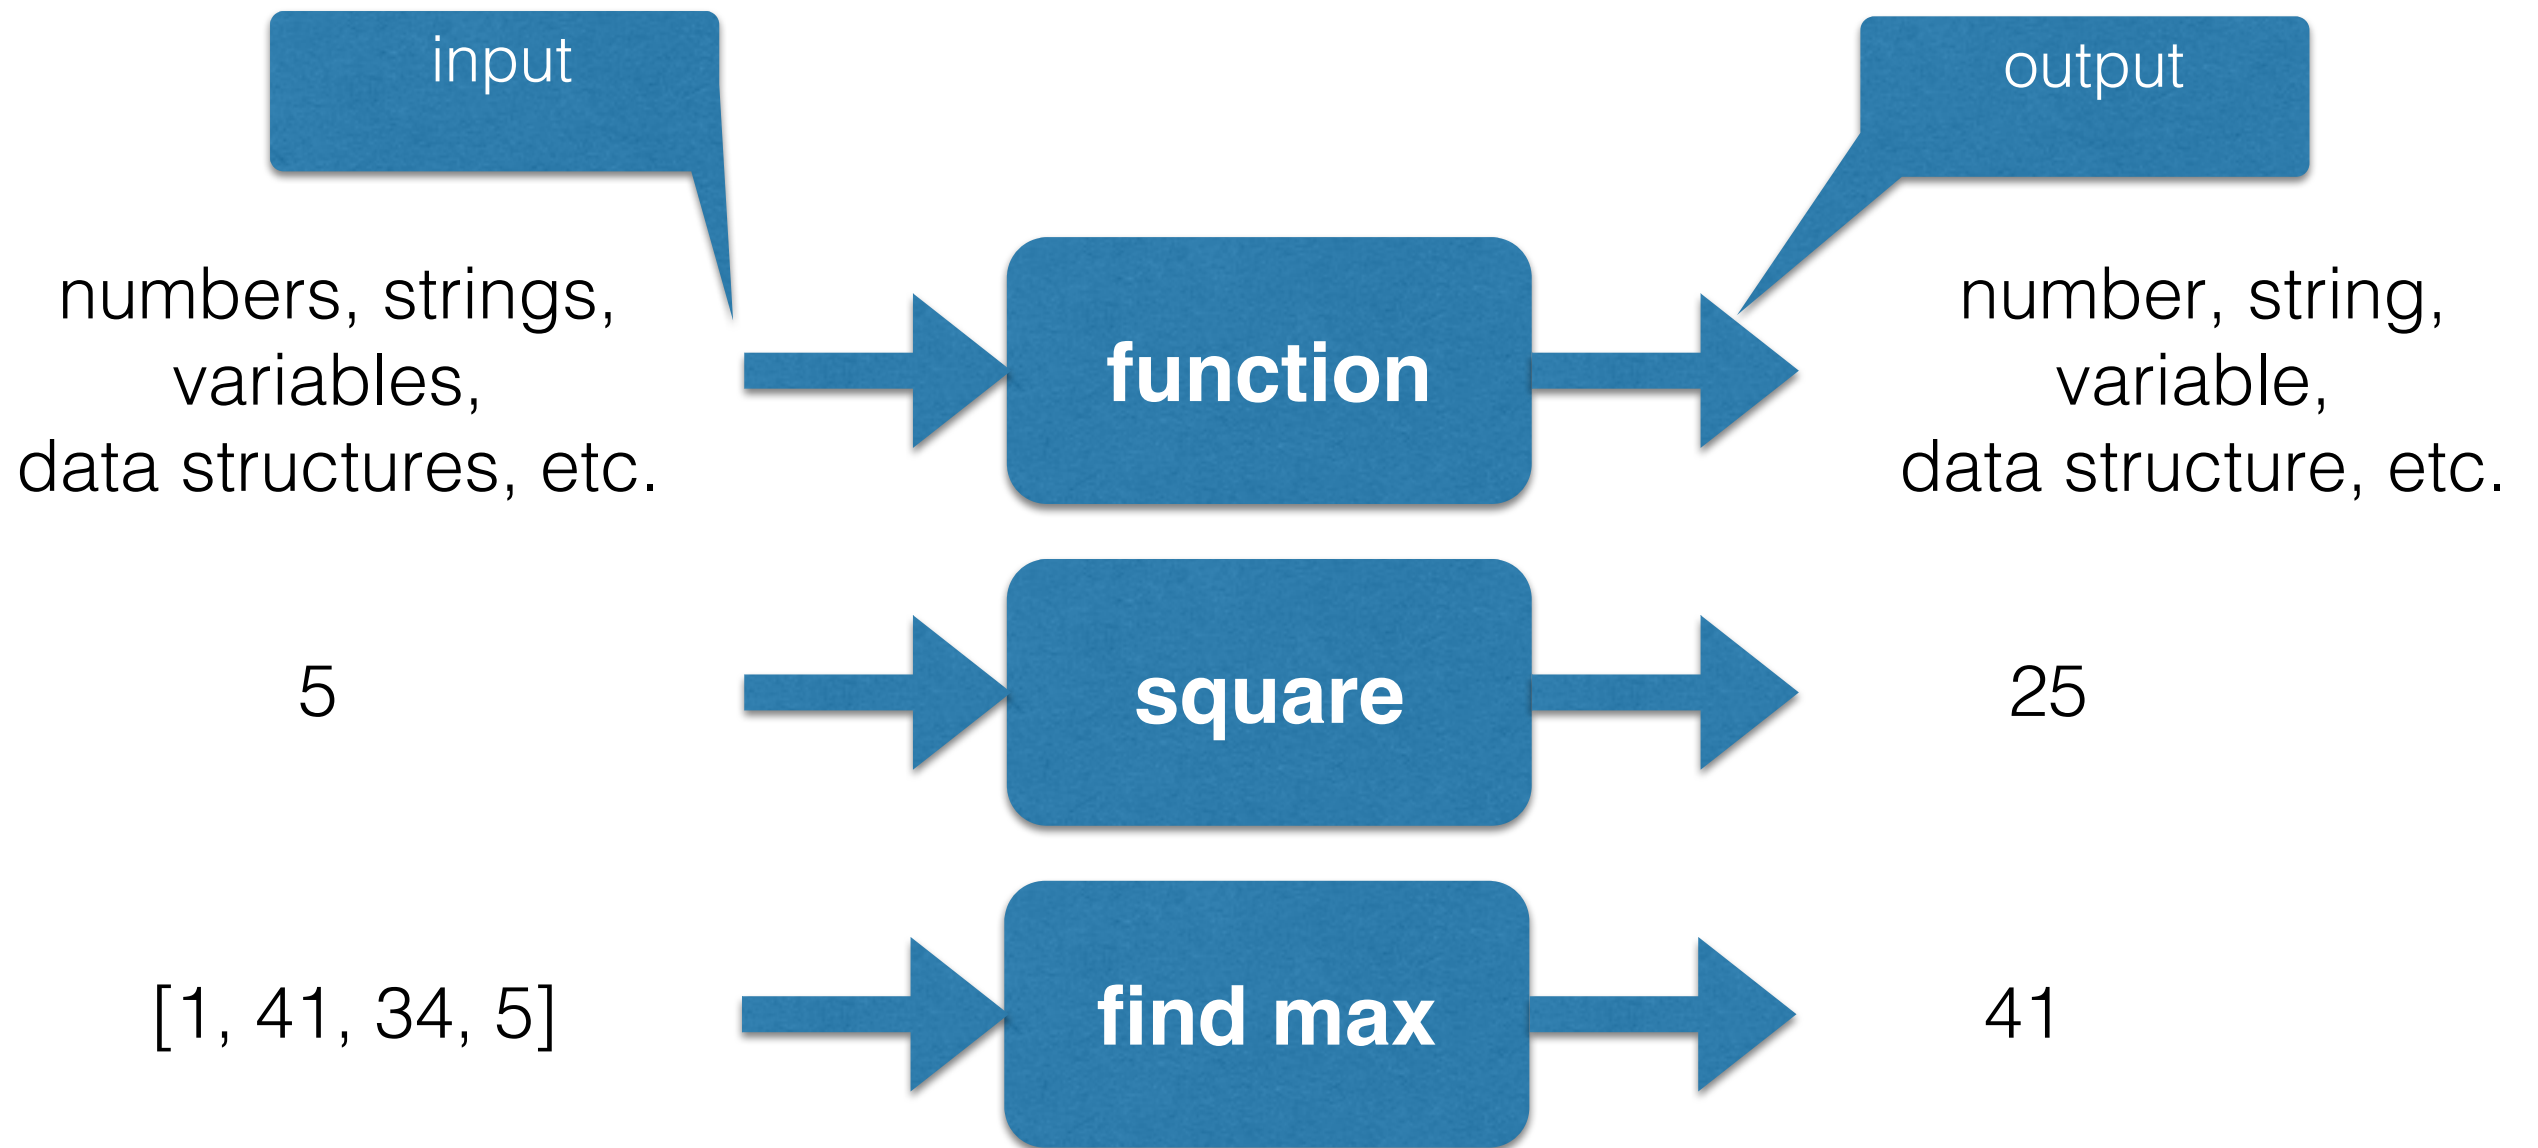 input
output
numbers, strings,
variables,
data structures, etc.
function
number, string,
variable,
data structure, etc.
5
square
25
[1, 41, 34, 5]
find max
41